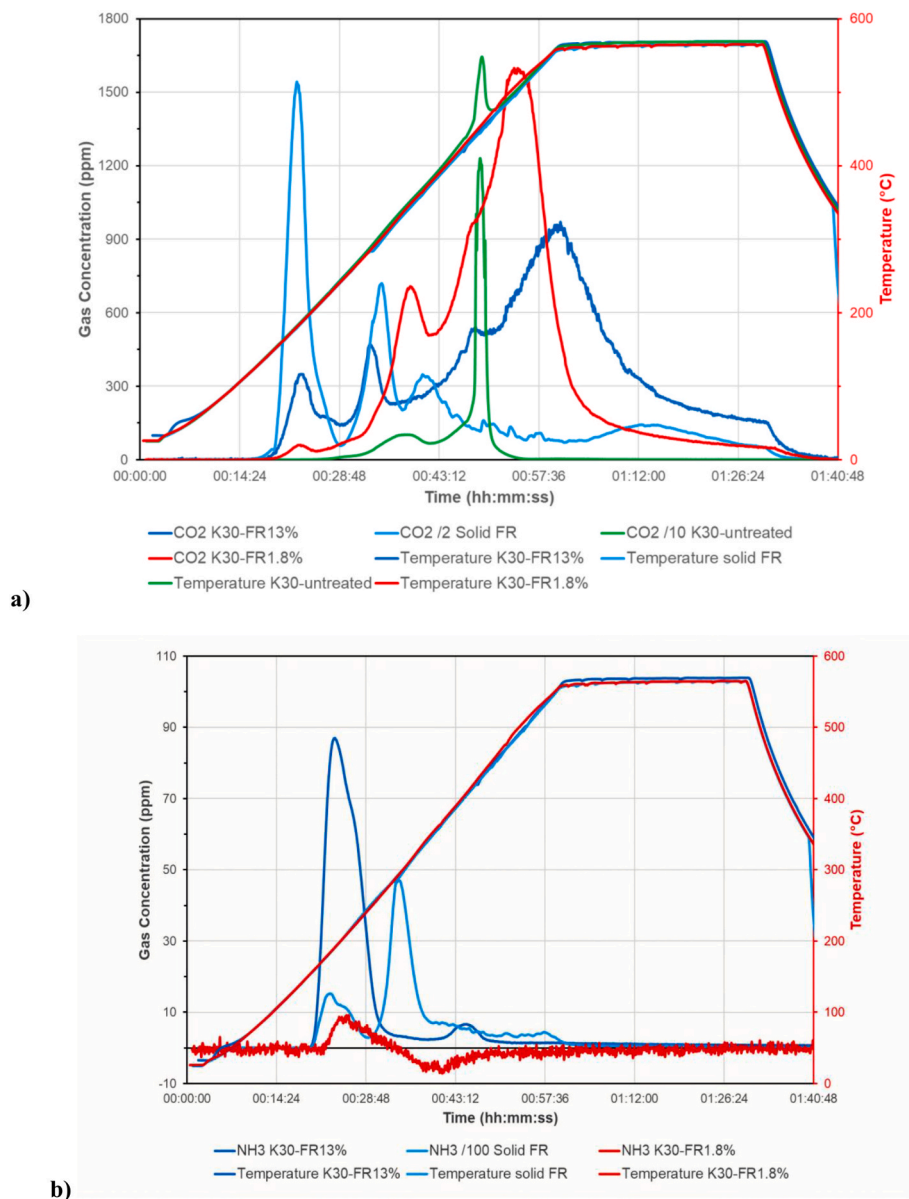 1800
600
1500
1200
400
900
600
200
300
0
0
Gas Concentration (ppm)
Temperature (°C)
00:00:00 00:14:24 00:28:48 00:43:12 00:57:36 01:12:00 01:26:24 01:40:48
Time (hh:mm:ss)
CO2 K30-FR13% CO2 /2 Solid FR CO2 /10 K30-untreated
CO2 K30-FR1.8% Temperature K30-FR13% Temperature solid FR
Temperature K30-untreated Temperature K30-FR1.8%
a)
110
600
90
500
70
400
50
300
30
200
10
100
-10
0
Gas Concentration (ppm)
Temperature (°C)
00:00:00 00:14:24 00:28:48 00:43:12 00:57:36 01:12:00 01:26:24 01:40:48
Time (hh:mm:ss)
NH3 K30-FR13% NH3 /100 Solid FR NH3 K30-FR1.8%
Temperature K30-FR13% Temperature solid FR Temperature K30-FR1.8%
b)